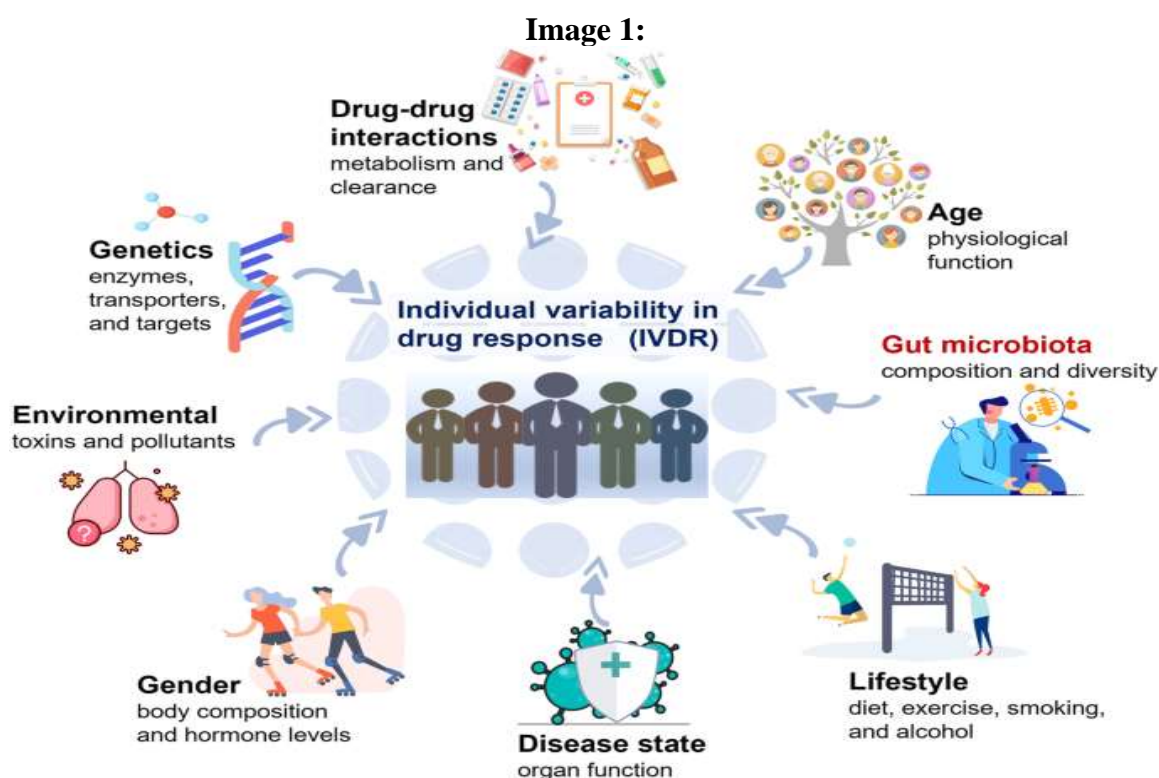 Image 1:
Drug-drug
interactions
metabolism and
clearance
Age
physiological
function
Genetics
enzymes,
transporters,
and targets
Individual variability in
drug response (IVDR)
Gut microbiota
composition and diversity
Environmental
toxins and pollutants
?
Gender
body composition
and hormone levels
Disease state
organ function
Lifestyle
diet, exercise, smoking,
and alcohol